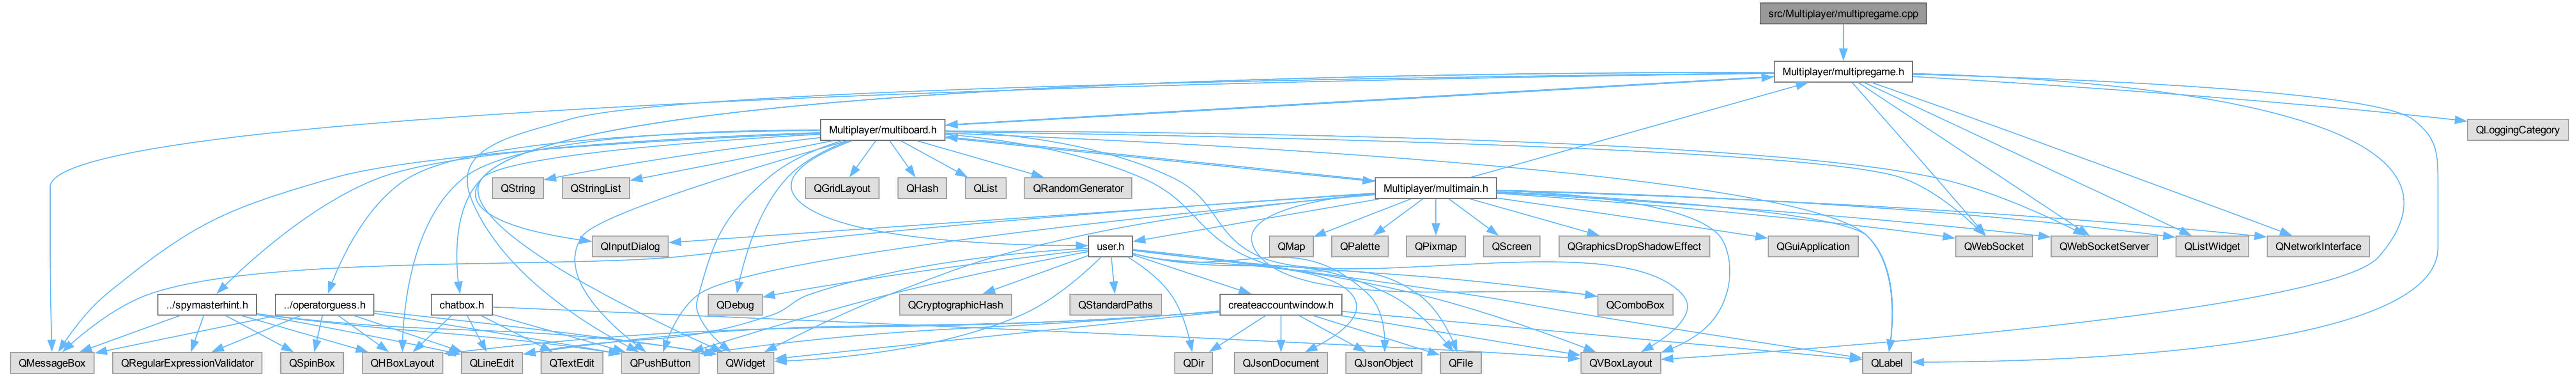 src/Multiplayer/multipregame.cpp
Multiplayer/multipregame.h
Multiplayer/multiboard.h
QLoggingCategory
QString
QStringList
QGridLayout
QHash
QList
QRandomGenerator
Multiplayer/multimain.h
QInputDialog
user.h
QMap
QPalette
QPixmap
QScreen
QGraphicsDropShadowEffect
QGuiApplication
QWebSocket
QWebSocketServer
QListWidget
QNetworkInterface
../spymasterhint.h
../operatorguess.h
chatbox.h
QDebug
QCryptographicHash
QStandardPaths
createaccountwindow.h
QComboBox
QMessageBox
QRegularExpressionValidator
QSpinBox
QHBoxLayout
QLineEdit
QTextEdit
QPushButton
QWidget
QDir
QJsonDocument
QJsonObject
QFile
QVBoxLayout
QLabel